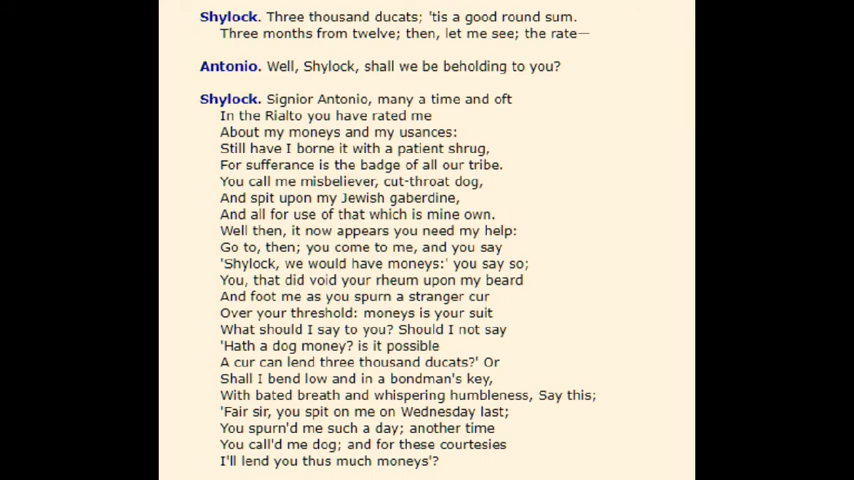 Shylock. Three thousand ducats; 'tis a good round sum.
Three months from twelve; then, let me see; the rate—
Antonio. Well, Shylock, shall we be beholding to you?
Shylock. Signior Antonio, many a time and oft
In the Rialto you have rated me
About my moneys and my usances:
Still have I borne it with a patient shrug,
For sufferance is the badge of all our tribe.
You call me misbeliever, cut-throat dog,
And spit upon my Jewish gaberdine,
And all for use of that which is mine own.
Well then, it now appears you need my help:
Go to, then; you come to me, and you say
'Shylock, we would have moneys:' you say so;
You, that did void your rheum upon my beard
And foot me as you spurn a stranger cur
Over your threshold: moneys is your suit
What should I say to you? Should I not say
'Hath a dog money? is it possible
A cur can lend three thousand ducats?' Or
Shall I bend low and in a bondman's key,
With bated breath and whispering humbleness, Say this;
'Fair sir, you spit on me on Wednesday last;
You spurn'd me such a day; another time
You call'd me dog; and for these courtesies
I'll lend you thus much moneys'?